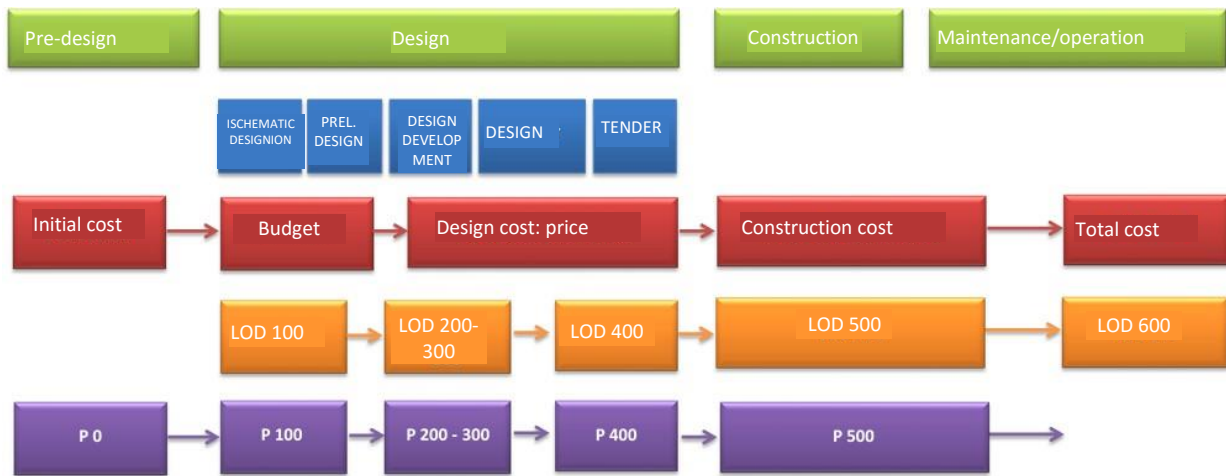 Pre-design
Design
Construction
Maintenance/operation
ISCHEMATIC
DESIGNION
PREL.
DESIGN
DESIGN
DEVELOP
MENT
DESIGN
TENDER
Initial cost
Budget
Design cost: price
Construction cost
Total cost
LOD 100
LOD 200-
300
LOD 400
LOD 500
LOD 600
P 0
P 100
P 200 - 300
P 400
P 500